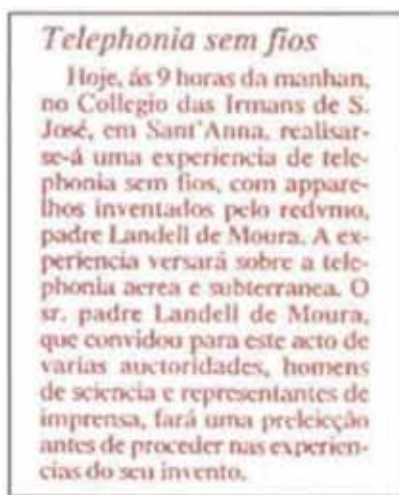 Telephonia sem fios
Hoje, ás 9 horas da manhan,
no Collegio das Irmans de S.
José, em Sant'Anna, realisar-
se-á uma experiencia de tele-
phonia sem fios, com appare-
lhos inventados pelo redvmo,
padre Landell de Moura. A ex-
periencia versará sobre a tele-
phonia aerea e subterranea. O
sr. padre Landell de Moura,
que convidou para este acto de
varias auctoridades, homens
de sciencia e representantes de
imprensa, fará uma preleicção
antes de proceder nas experien-
cias do seu invento.